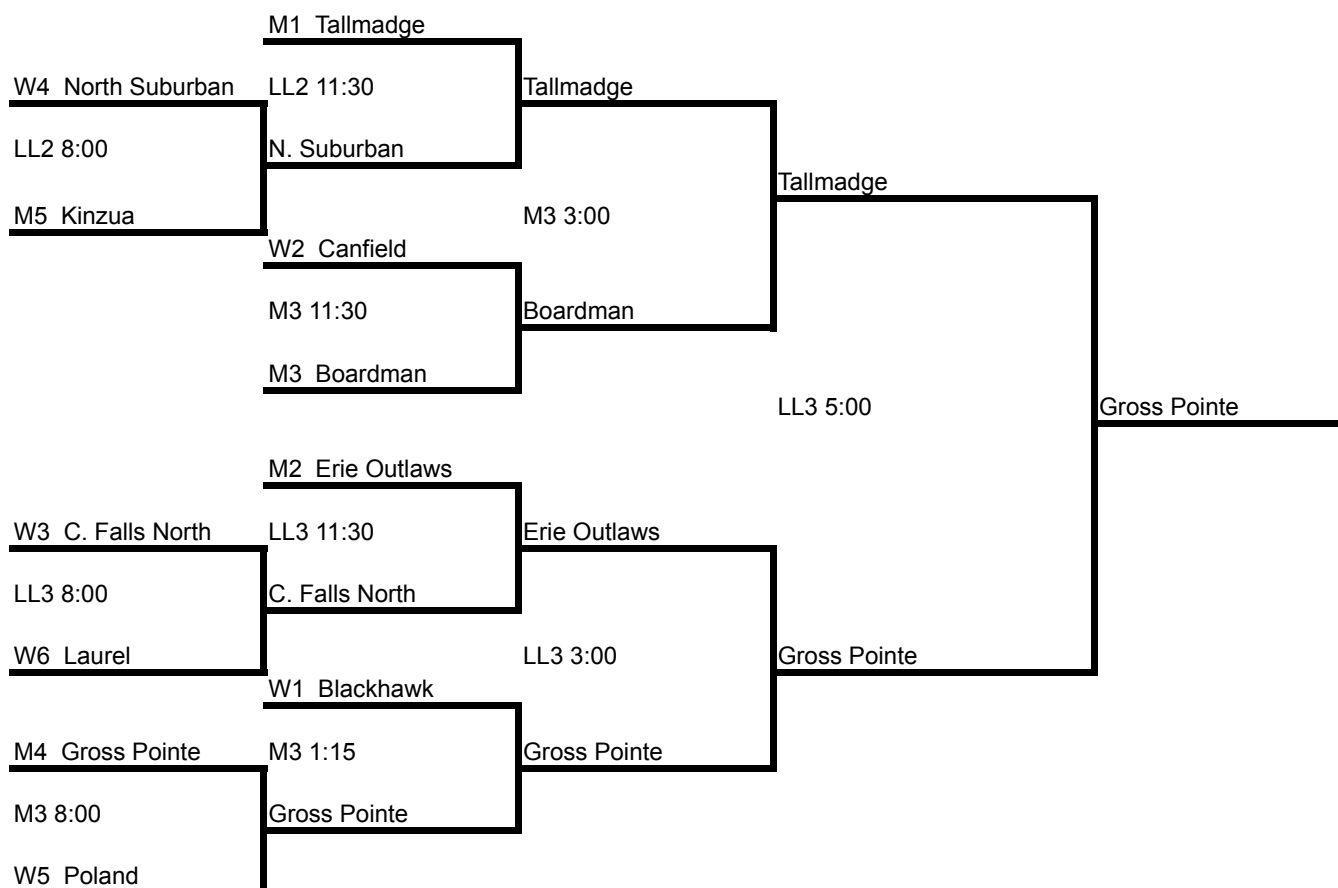 M1 Tallmadge
W4 North Suburban
LL2 11:30
Tallmadge
LL2 8:00
N. Suburban
Tallmadge
M5 Kinzua
M3 3:00
W2 Canfield
M3 11:30
Boardman
M3 Boardman
LL3 5:00
Gross Pointe
M2 Erie Outlaws
W3 C. Falls North
LL3 11:30
Erie Outlaws
LL3 8:00
C. Falls North
W6 Laurel
LL3 3:00
Gross Pointe
W1 Blackhawk
M4 Gross Pointe
M3 1:15
Gross Pointe
M3 8:00
Gross Pointe
W5 Poland